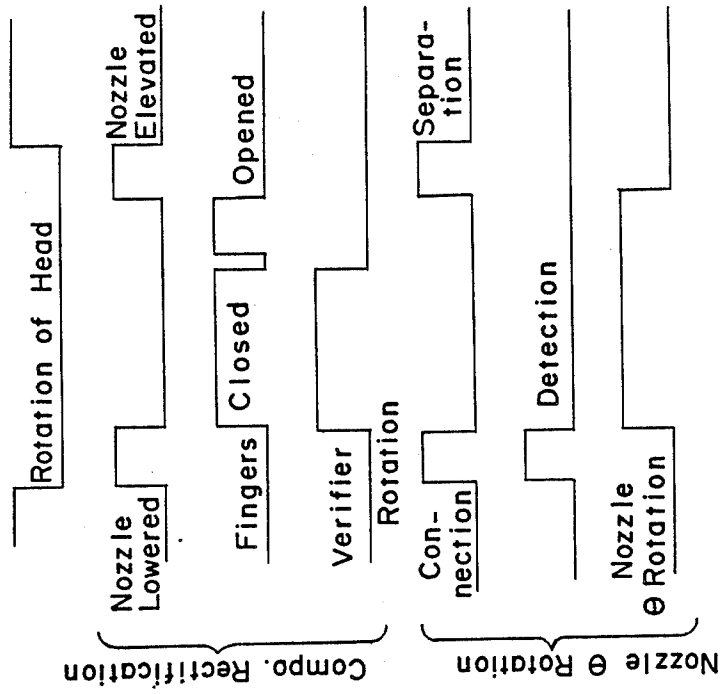 Rotation of Head
Nozzle
Lowered
Nozzle
Elevated
Fingers
Closed
Opened
Verifier
Rotation
Compo. Rectification
Con-
nection
Separa-
tion
Detection
Nozzle
Θ Rotation
Nozzle Θ Rotation